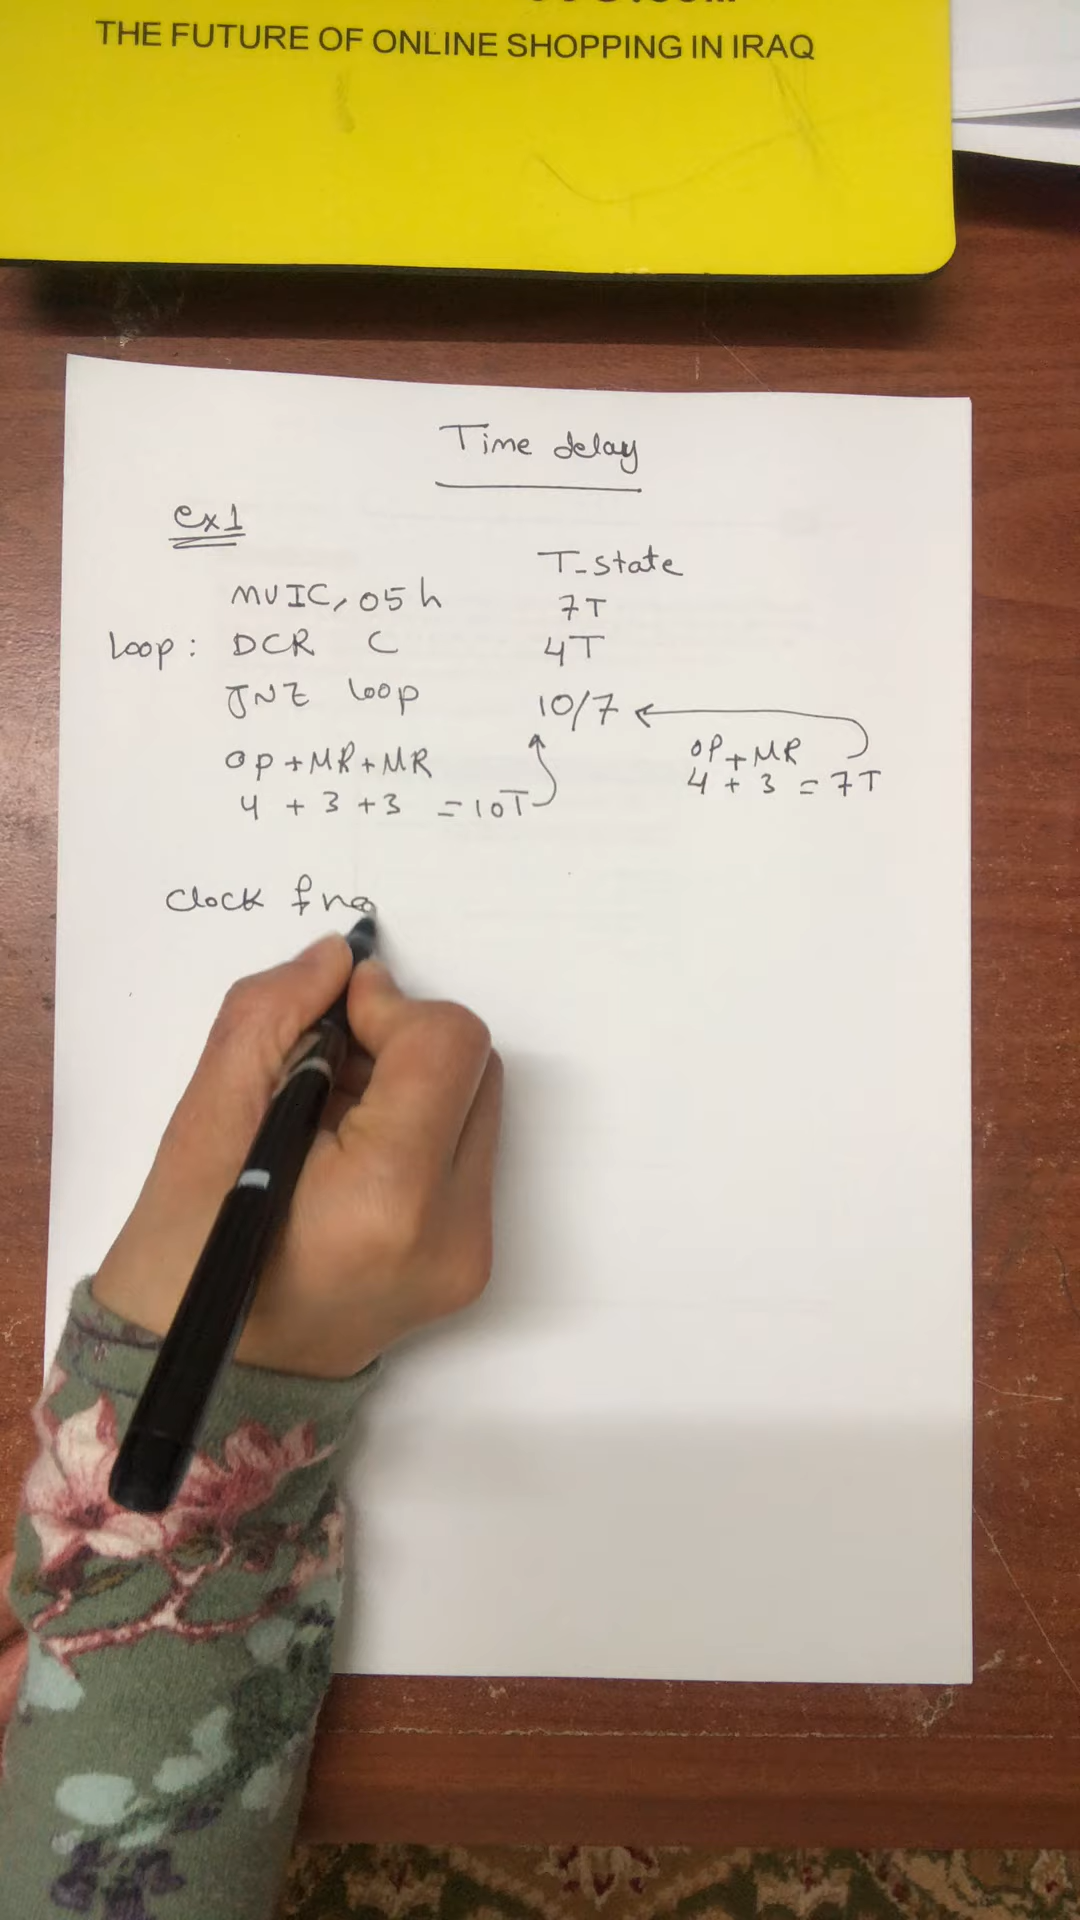 THE FUTURE OF ONLINE SHOPPING IN IRAQ
Time delay
ex1
T-state
MVIC, 05h 7T
Loop: DCR C 4T
JNZ loop 10/7
OP+MR+MR
4 + 3 + 3 = 10T
OP+MR
4 + 3 = 7T
Clock fre